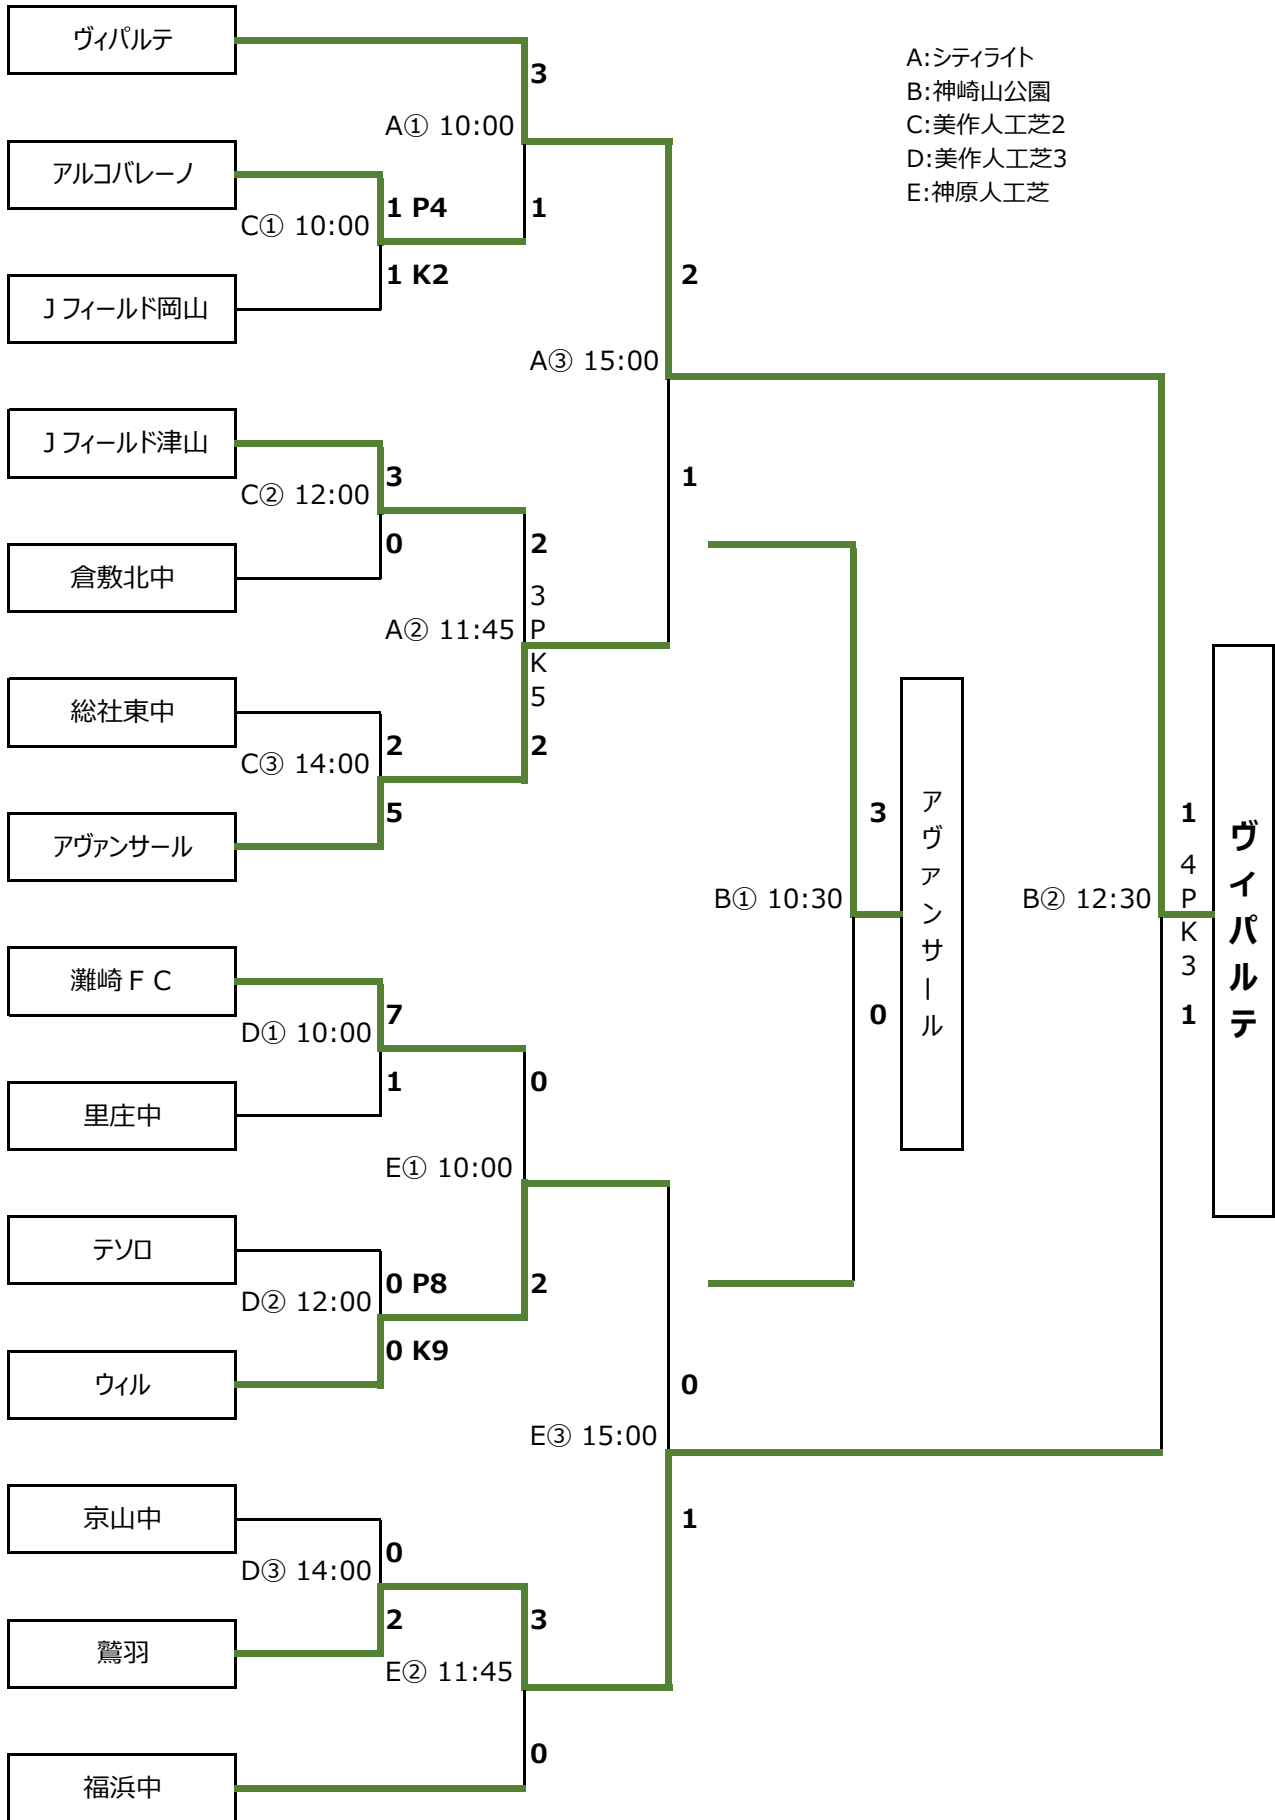 ヴィパルテ
3
A:シティライト
B:神崎山公園
C:美作人工芝2
D:美作人工芝3
E:神原人工芝
A① 10:00
アルコバレーノ
1 P4
1
C① 10:00
1 K2
2
Jフィールド岡山
A③ 15:00
Jフィールド津山
3
1
C② 12:00
0
2
倉敷北中
3
A② 11:45
P
K
5
総社東中
2
2
C③ 14:00
5
アヴァンサール
3
アヴァンサール
1
ヴィパルテ
4
B① 10:30
B② 12:30
P
K
3
灘崎FC
7
0
1
D① 10:00
1
0
里庄中
E① 10:00
テソロ
0 P8
2
D② 12:00
0 K9
ウィル
0
E③ 15:00
京山中
0
1
D③ 14:00
2
3
鷲羽
E② 11:45
0
福浜中